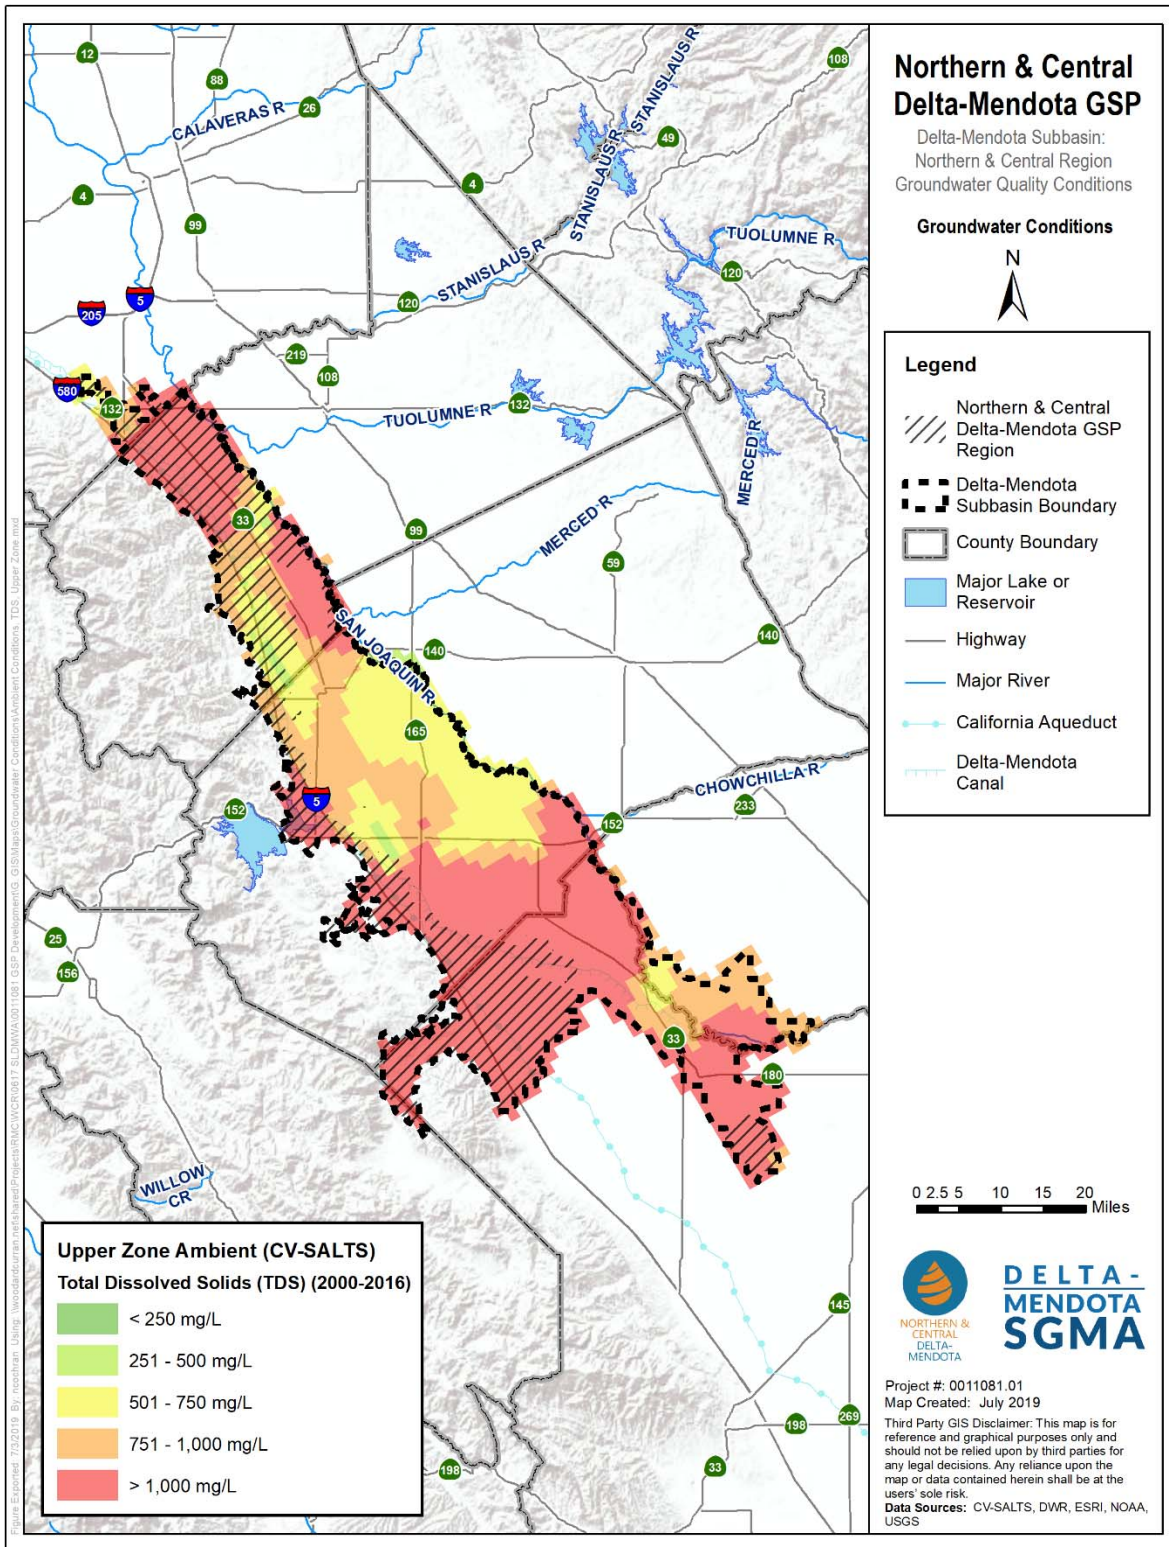 Northern & Central
Delta-Mendota GSP
Delta-Mendota Subbasin:
Northern & Central Region
Groundwater Quality Conditions
Groundwater Conditions
N
Legend
Northern & Central
Delta-Mendota GSP
Region
Delta-Mendota
Subbasin Boundary
County Boundary
Major Lake or
Reservoir
Highway
Major River
California Aqueduct
Delta-Mendota
Canal
12
88
26
108
CALAVERAS R
STANISLAUS R
49
4
4
STANISLAUS R
99
TUOLUMNE R
STANISLAUS R
120
5
205
120
219
108
580
132
TUOLUMNE R
132
MERCED R
33
99
MERCED R
59
SAN JOAQUIN R
140
140
165
CHOWCHILLA R
5
152
233
152
25
156
33
180
WILLOW
CR
145
269
198
198
33
Upper Zone Ambient (CV-SALTS)
Total Dissolved Solids (TDS) (2000-2016)
< 250 mg/L
251 - 500 mg/L
501 - 750 mg/L
751 - 1,000 mg/L
> 1,000 mg/L
0 2.5 5 10 15 20
Miles
NORTHERN &
CENTRAL
DELTA-
MENDOTA
DELTA-
MENDOTA
SGMA
Project #: 0011081.01
Map Created: July 2019
Third Party GIS Disclaimer: This map is for
reference and graphical purposes only and
should not be relied upon by third parties for
any legal decisions. Any reliance upon the
map or data contained herein shall be at the
users' sole risk.
Data Sources: CV-SALTS, DWR, ESRI, NOAA,
USGS